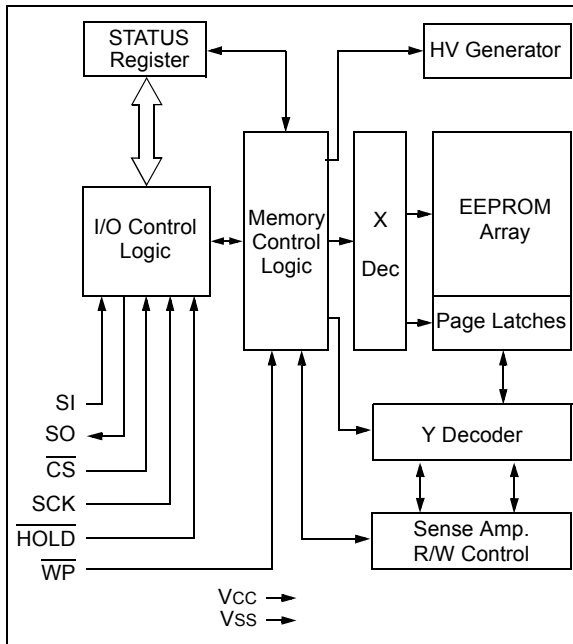 STATUS
Register
HV Generator
I/O Control
Logic
Memory
Control
Logic
X
Dec
EEPROM
Array
Page Latches
Y Decoder
Sense Amp.
R/W Control
SI
SO
CS
SCK
HOLD
WP
VCC
VSS